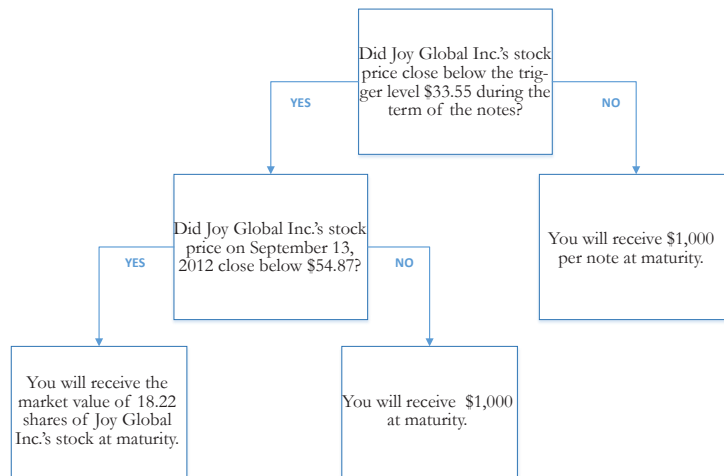 Did Joy Global Inc.'s stock
price close below the trig-
ger level $33.55 during the
term of the notes?
YES
NO
Did Joy Global Inc.'s stock
price on September 13,
2012 close below $54.87?
You will receive $1,000
per note at maturity.
YES
NO
You will receive the
market value of 18.22
shares of Joy Global
Inc.'s stock at maturity.
You will receive $1,000
at maturity.